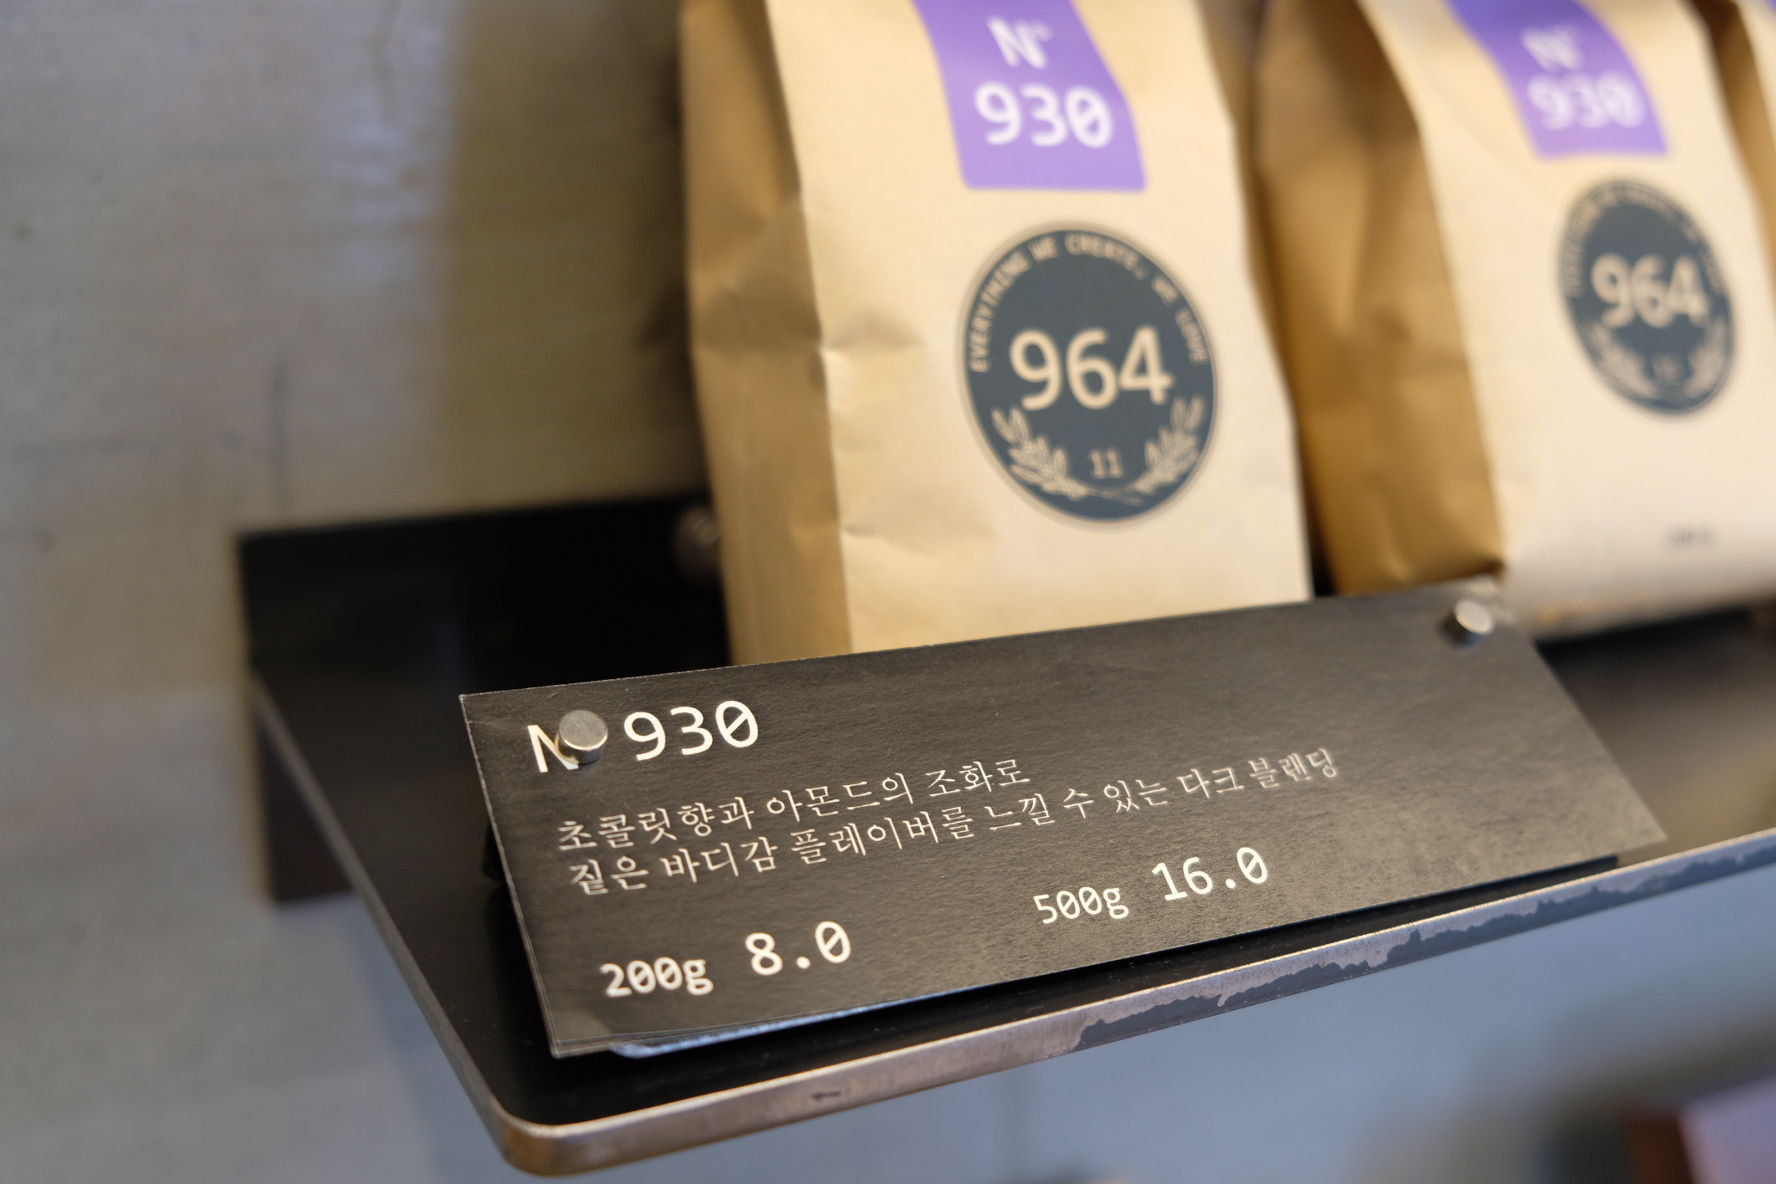 N°
930
EVERYTHING WE CREATE, WE
964
11
N°
930
964
11
N 930
초콜릿향과 아몬드의 조화로
짙은 바디감 플레이버를 느낄 수 있는 다크 블렌딩
200g 8.0
500g 16.0